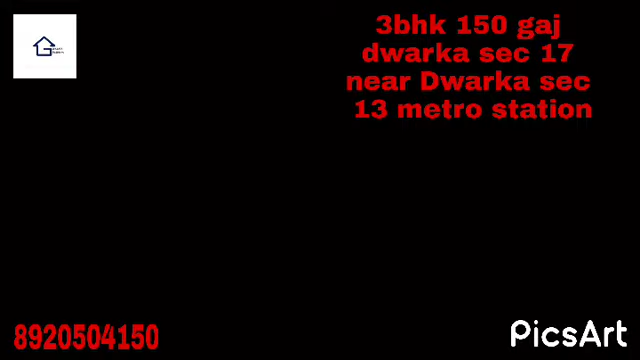 3bhk 150 gaj
dwarka sec 17
near Dwarka sec
13 metro station
8920504150
PicsArt